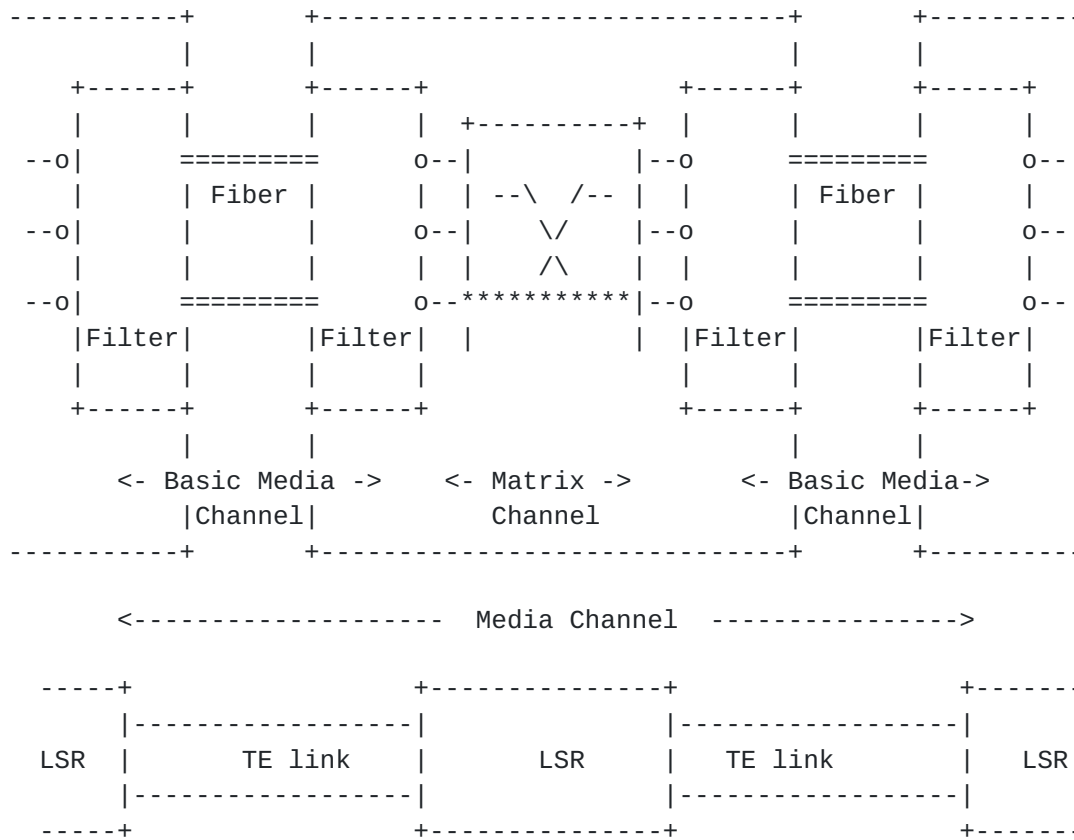 -----------+       +------------------------------+       +----------
           |       |                              |       |
    +------+       +------+                +------+       +------+
    |      |       |      |  +----------+  |      |       |      |
 --o|      =========      o--|          |--o      =========      o--
    |      | Fiber |      |  | --\  /-- |  |      | Fiber |      |
 --o|      |       |      o--|    \/    |--o      |       |      o--
    |      |       |      |  |    /\    |  |      |       |      |
 --o|      =========      o--***********|--o      =========      o--
    |Filter|       |Filter|  |          |  |Filter|       |Filter|
    |      |       |      |                |      |       |      |
    +------+       +------+                +------+       +------+
           |       |                              |       |
       <- Basic Media ->    <- Matrix ->       <- Basic Media->
           |Channel|           Channel            |Channel|
-----------+       +------------------------------+       +----------

       <--------------------  Media Channel  ---------------->

  -----+                  +---------------+                  +-------
       |------------------|               |------------------|
  LSR  |       TE link    |      LSR      |   TE link        |   LSR
       |------------------|               |------------------|
  -----+                  +---------------+                  +-------